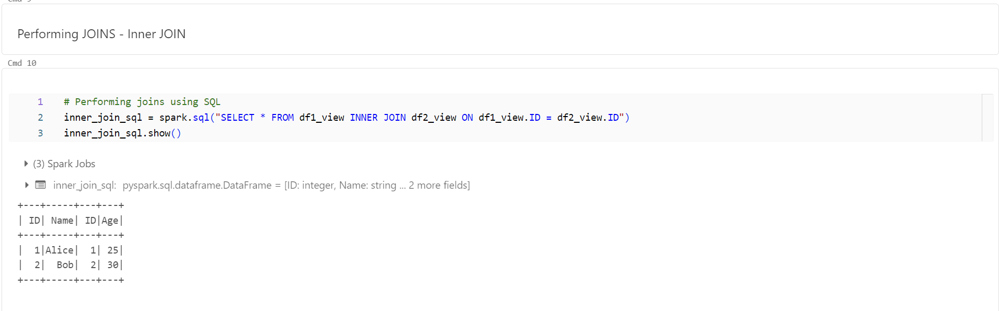 Cmd 9
Performing JOINS - Inner JOIN
Cmd 10
1 # Performing joins using SQL
2 inner_join_sql = spark.sql("SELECT * FROM df1_view INNER JOIN df2_view ON df1_view.ID = df2_view.ID")
3 inner_join_sql.show()
(3) Spark Jobs
inner_join_sql: pyspark.sql.dataframe.DataFrame = [ID: integer, Name: string ... 2 more fields]
+---+-----+---+---+
| ID| Name| ID|Age|
+---+-----+---+---+
|  1|Alice|  1| 25|
|  2|  Bob|  2| 30|
+---+-----+---+---+